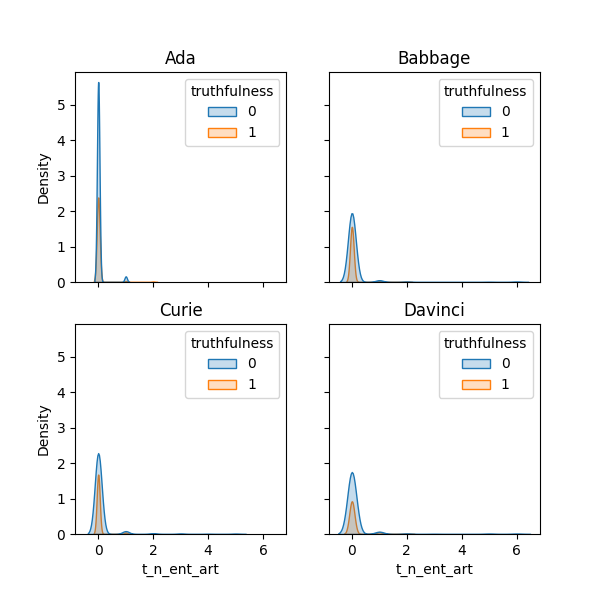 Ada
Babbage
truthfulness
0
1
truthfulness
0
1
Density
5
4
3
2
1
0
Curie
Davinci
truthfulness
0
1
truthfulness
0
1
Density
5
4
3
2
1
0
0 2 4 6
0 2 4 6
t_n_ent_art
t_n_ent_art